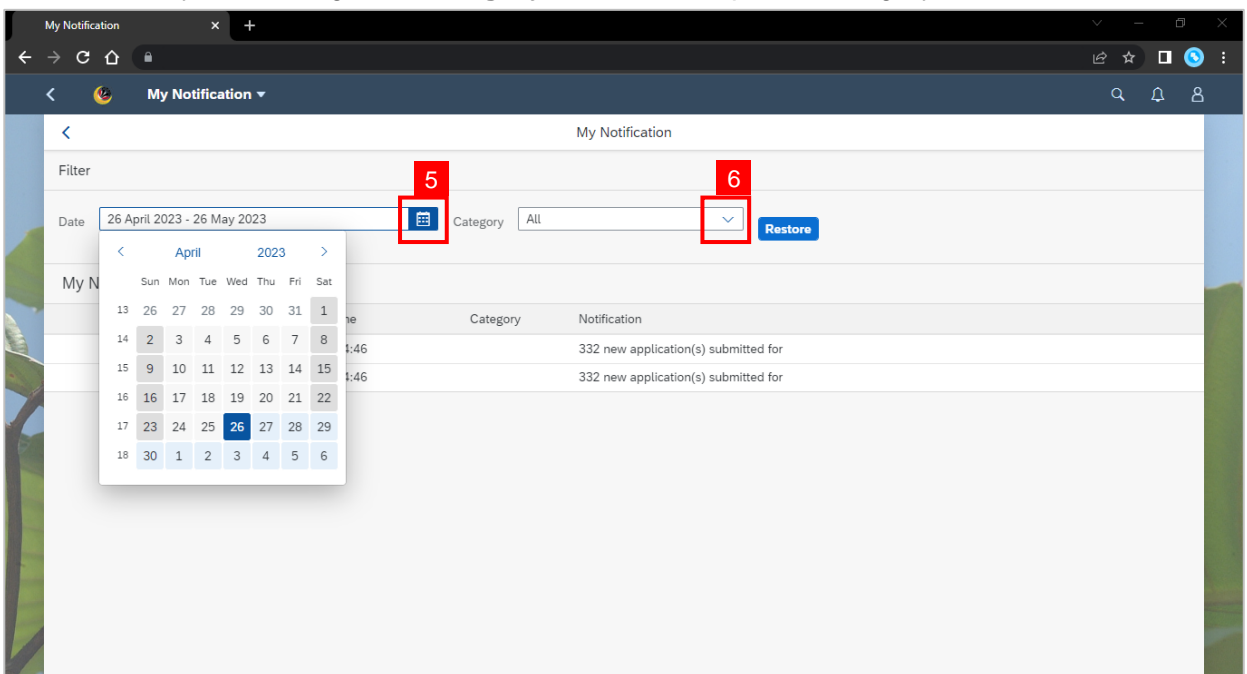 My Notification
My Notification
My Notification
Filter
5
6
Date 26 April 2023 - 26 May 2023 Category All Restore
April 2023
My N
Sun Mon Tue Wed Thu Fri Sat
Category Notification
13 26 27 28 29 30 31 1
14 2 3 4 5 6 7 8
:46 332 new application(s) submitted for
15 9 10 11 12 13 14 15
:46 332 new application(s) submitted for
16 16 17 18 19 20 21 22
17 23 24 25 26 27 28 29
18 30 1 2 3 4 5 6